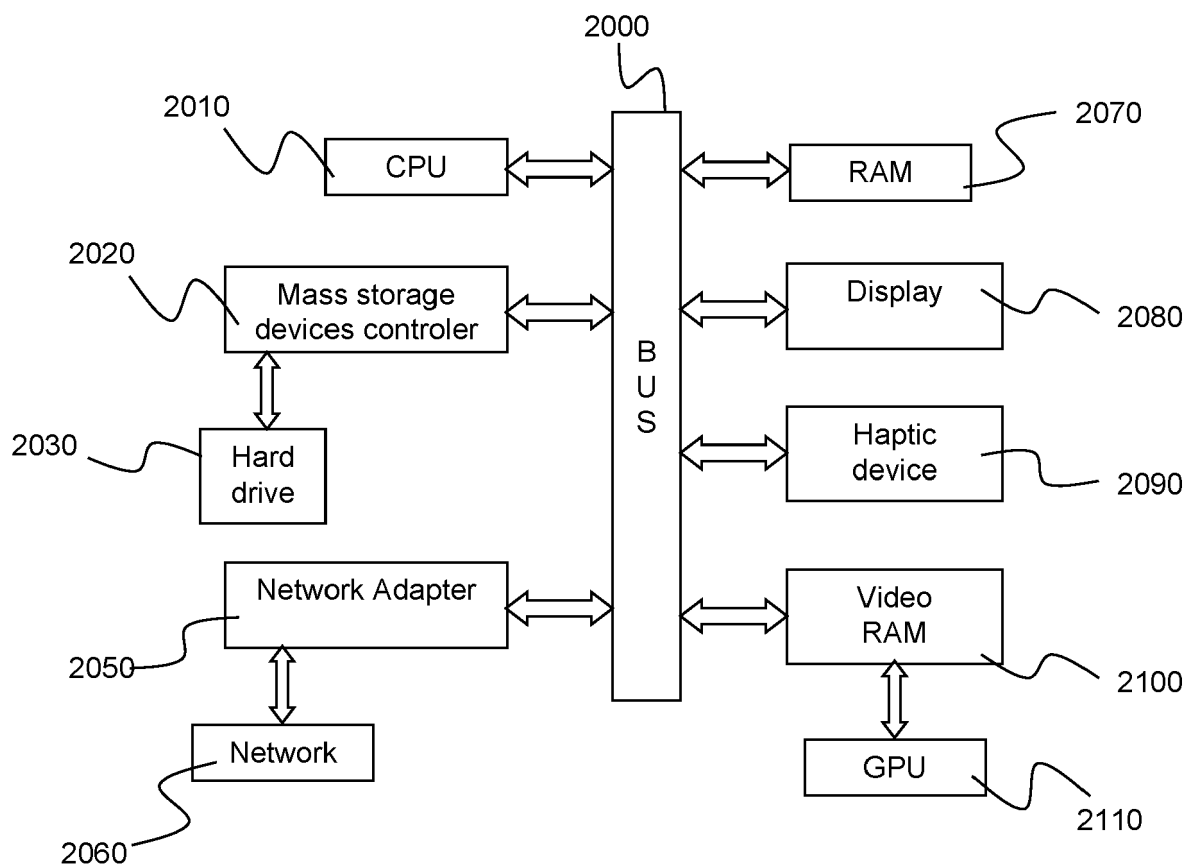 2000
2010
CPU
RAM
2070
2020
Mass storage
devices controler
Display
2080
B
U
S
2030
Hard
drive
Haptic
device
2090
Network Adapter
2050
Video
RAM
2100
Network
2060
GPU
2110